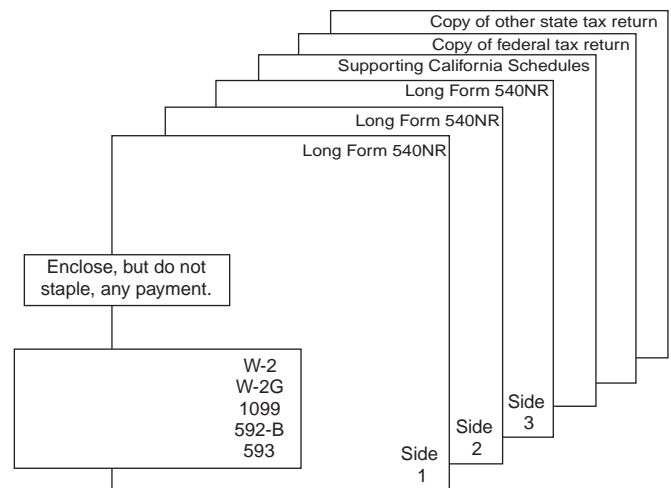 Copy of other state tax return
Copy of federal tax return
Supporting California Schedules
Long Form 540NR
Long Form 540NR
Long Form 540NR
Enclose, but do not
staple, any payment.
W-2
W-2G
1099
592-B
593
Side
1
Side
2
Side
3